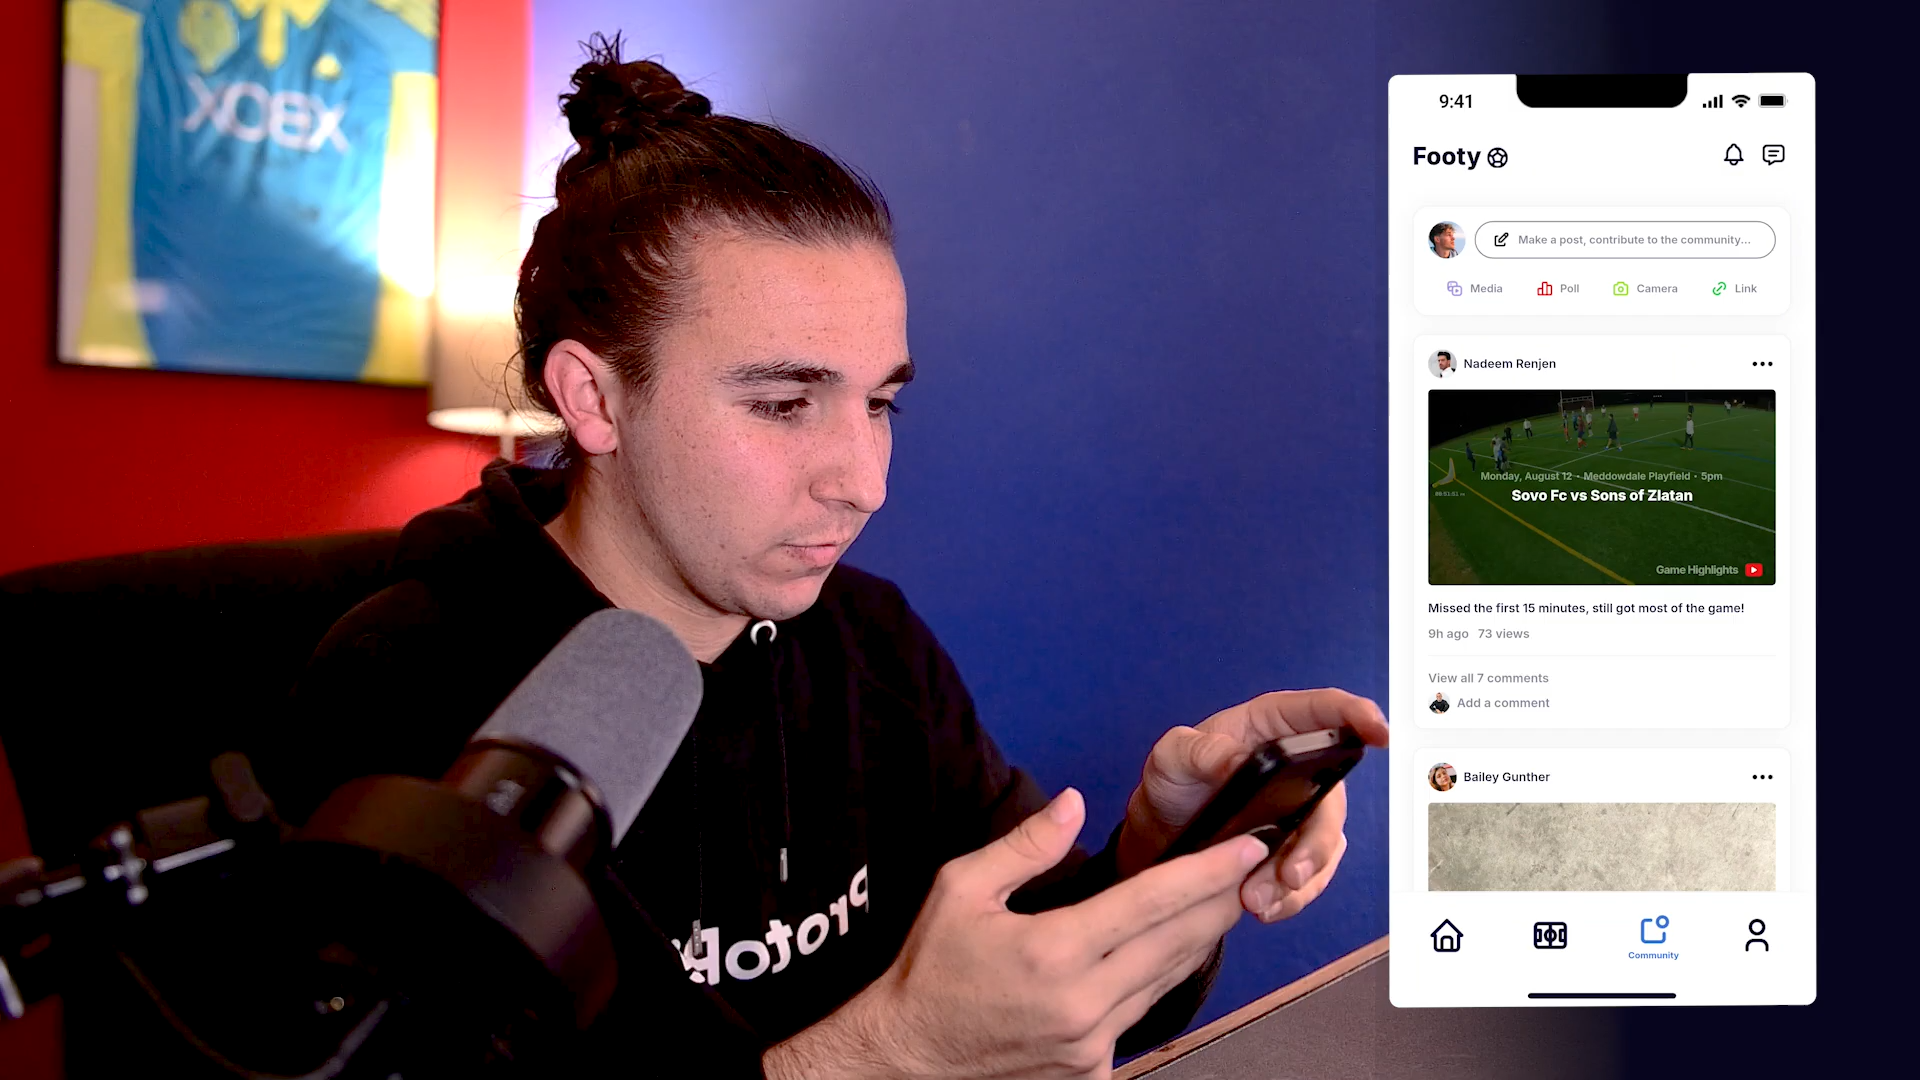 XBOX
9:41
Footy
Make a post, contribute to the community...
Media Poll Camera Link
Nadeem Renjen
Monday, August 12 • Meddowdale Playfield • 5pm
Sovo Fc vs Sons of Zlatan
Game Highlights
Missed the first 15 minutes, still got most of the game!
9h ago 73 views
View all 7 comments
Add a comment
Bailey Gunther
Community